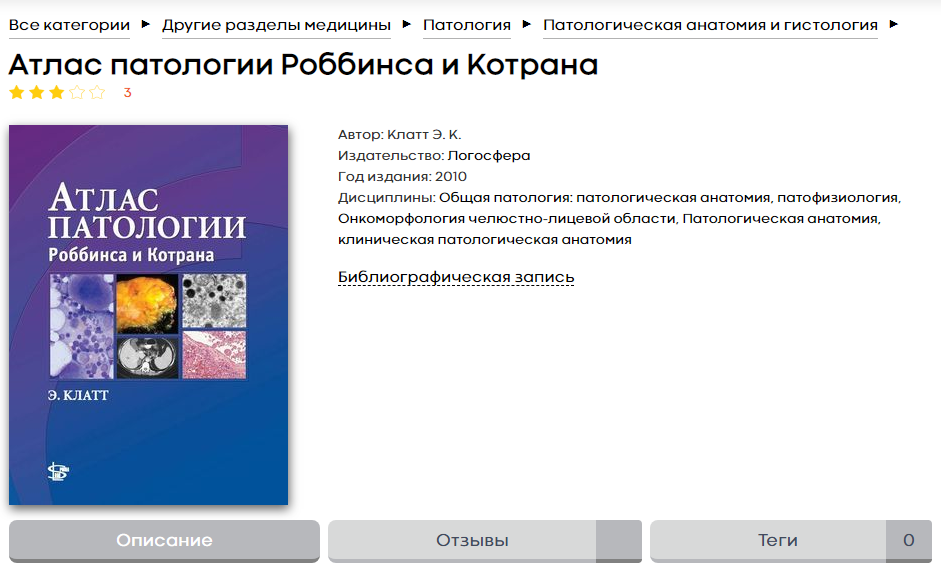 Все категории ► Другие разделы медицины ► Патология ► Патологическая анатомия и гистология ►
Атлас патологии Роббинса и Котрана
3
АТЛАС
ПАТОЛОГИИ
Роббинса и Котрана
Э. КЛАТТ
Автор: Клатт Э. К.
Издательство: Логосфера
Год издания: 2010
Дисциплины: Общая патология: патологическая анатомия, патофизиология,
Онкоморфология челюстно-лицевой области, Патологическая анатомия,
клиническая патологическая анатомия
Библиографическая запись
Описание
Отзывы
Теги
0